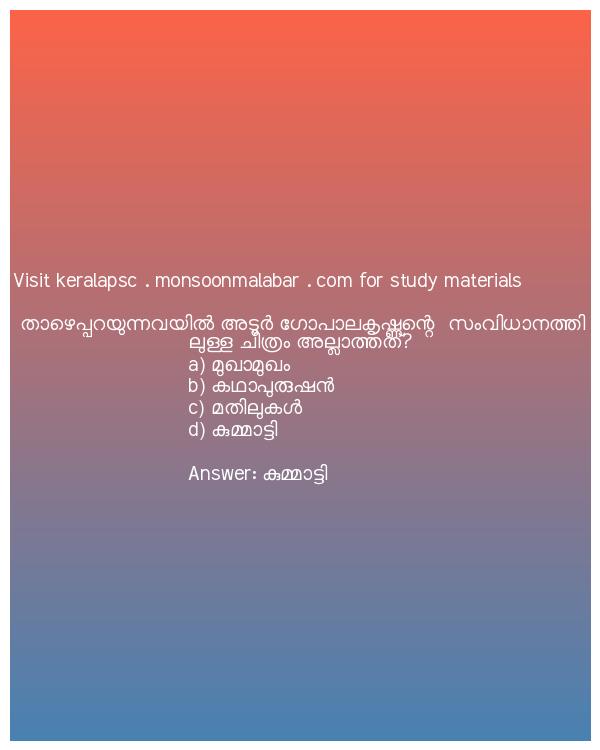 Visit keralapsc . monsoonmalabar . com for study materials
താഴെപ്പറയുന്നവയിൽ അടൂർ ഗോപാലകൃഷ്ണന്റെ സംവിധാനത്തി
ലുള്ള ചിത്രം അല്ലാത്തത്?
a) മുഖാമുഖം
b) കഥാപുരുഷൻ
c) മതിലുകൾ
d) കുമ്മാട്ടി
Answer: കുമ്മാട്ടി